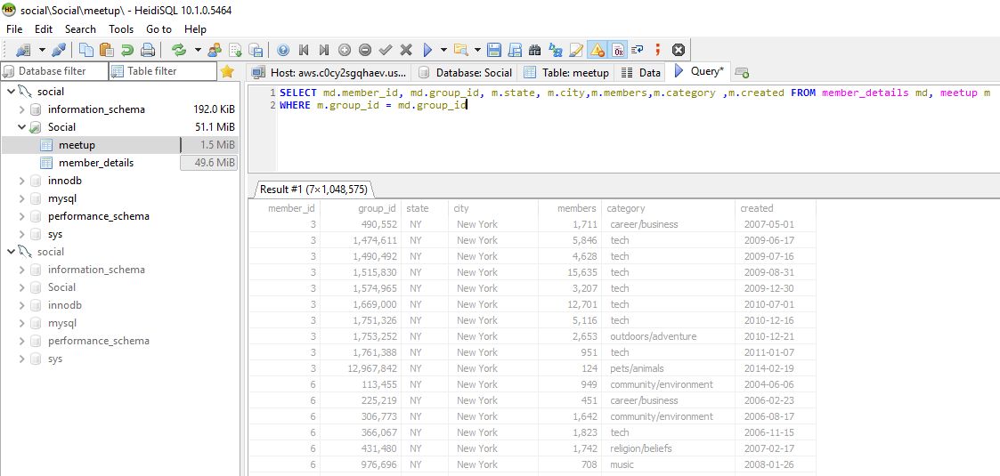 social\Social\meetup\ - HeidiSQL 10.1.0.5464
File Edit Search Tools Go to Help
Database filter Table filter Host: aws.c0cy2sgqhaev.us... Database: Social Table: meetup Data Query*
social
information_schema 192.0 KiB
Social 51.1 MiB
meetup 1.5 MiB
member_details 49.6 MiB
innodb
mysql
performance_schema
sys
social
information_schema
Social
innodb
mysql
performance_schema
sys
1 SELECT md.member_id, md.group_id, m.state, m.city,m.members,m.category ,m.created FROM member_details md, meetup m
2 WHERE m.group_id = md.group_id
Result #1 (7×1,048,575)
member_id group_id state city members category created
3 490,552 NY New York 1,711 career/business 2007-05-01
3 1,474,611 NY New York 5,846 tech 2009-06-17
3 1,490,492 NY New York 4,628 tech 2009-07-16
3 1,515,830 NY New York 15,635 tech 2009-08-31
3 1,574,965 NY New York 3,207 tech 2009-12-30
3 1,669,000 NY New York 12,701 tech 2010-07-01
3 1,751,326 NY New York 5,116 tech 2010-12-16
3 1,753,252 NY New York 2,653 outdoors/adventure 2010-12-21
3 1,761,388 NY New York 951 tech 2011-01-07
3 12,967,842 NY New York 124 pets/animals 2014-02-19
6 113,455 NY New York 949 community/environment 2004-06-06
6 225,219 NY New York 451 career/business 2006-02-23
6 306,773 NY New York 1,642 community/environment 2006-08-17
6 366,067 NY New York 1,823 tech 2006-11-15
6 431,480 NY New York 1,742 religion/beliefs 2007-02-17
6 976,696 NY New York 708 music 2008-01-26